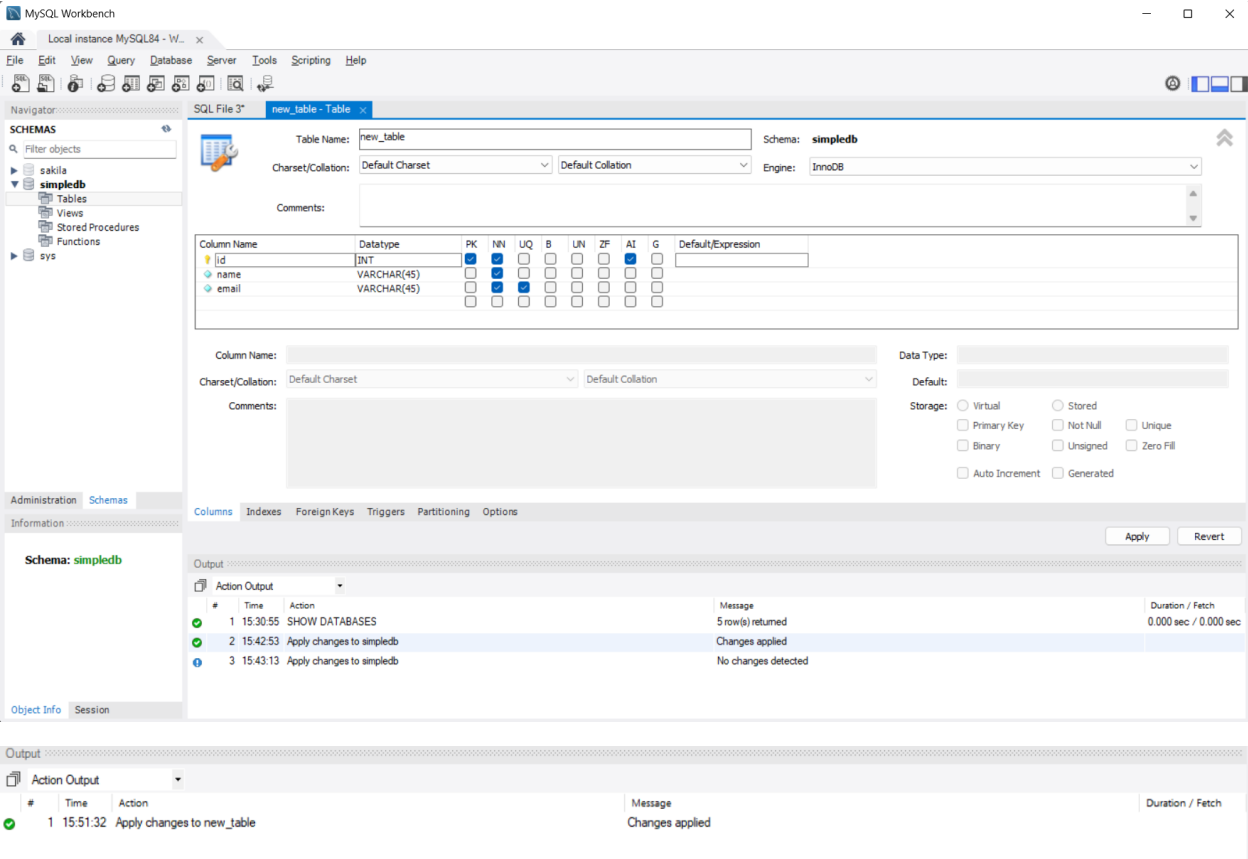 MySQL Workbench
Local instance MySQL84 - W...
File Edit View Query Database Server Tools Scripting Help
Navigator
SCHEMAS
Filter objects
sakila
simpledb
Tables
Views
Stored Procedures
Functions
sys
Administration Schemas
Information
Schema: simpledb
Object Info Session
SQL File 3* new_table - Table
Table Name: new_table Schema: simpledb
Charset/Collation: Default Charset Default Collation Engine: InnoDB
Comments:
Column Name Datatype PK NN UQ B UN ZF AI G Default/Expression
id INT
name VARCHAR(45)
email VARCHAR(45)
Column Name: Data Type:
Charset/Collation: Default Charset Default Collation Default:
Comments: Storage: Virtual Stored
Primary Key Not Null Unique
Binary Unsigned Zero Fill
Auto Increment Generated
Columns Indexes Foreign Keys Triggers Partitioning Options
Apply Revert
Output
Action Output
# Time Action Message Duration / Fetch
1 15:30:55 SHOW DATABASES 5 row(s) returned 0.000 sec / 0.000 sec
2 15:42:53 Apply changes to simpledb Changes applied
3 15:43:13 Apply changes to simpledb No changes detected
Output
Action Output
# Time Action Message Duration / Fetch
1 15:51:32 Apply changes to new_table Changes applied